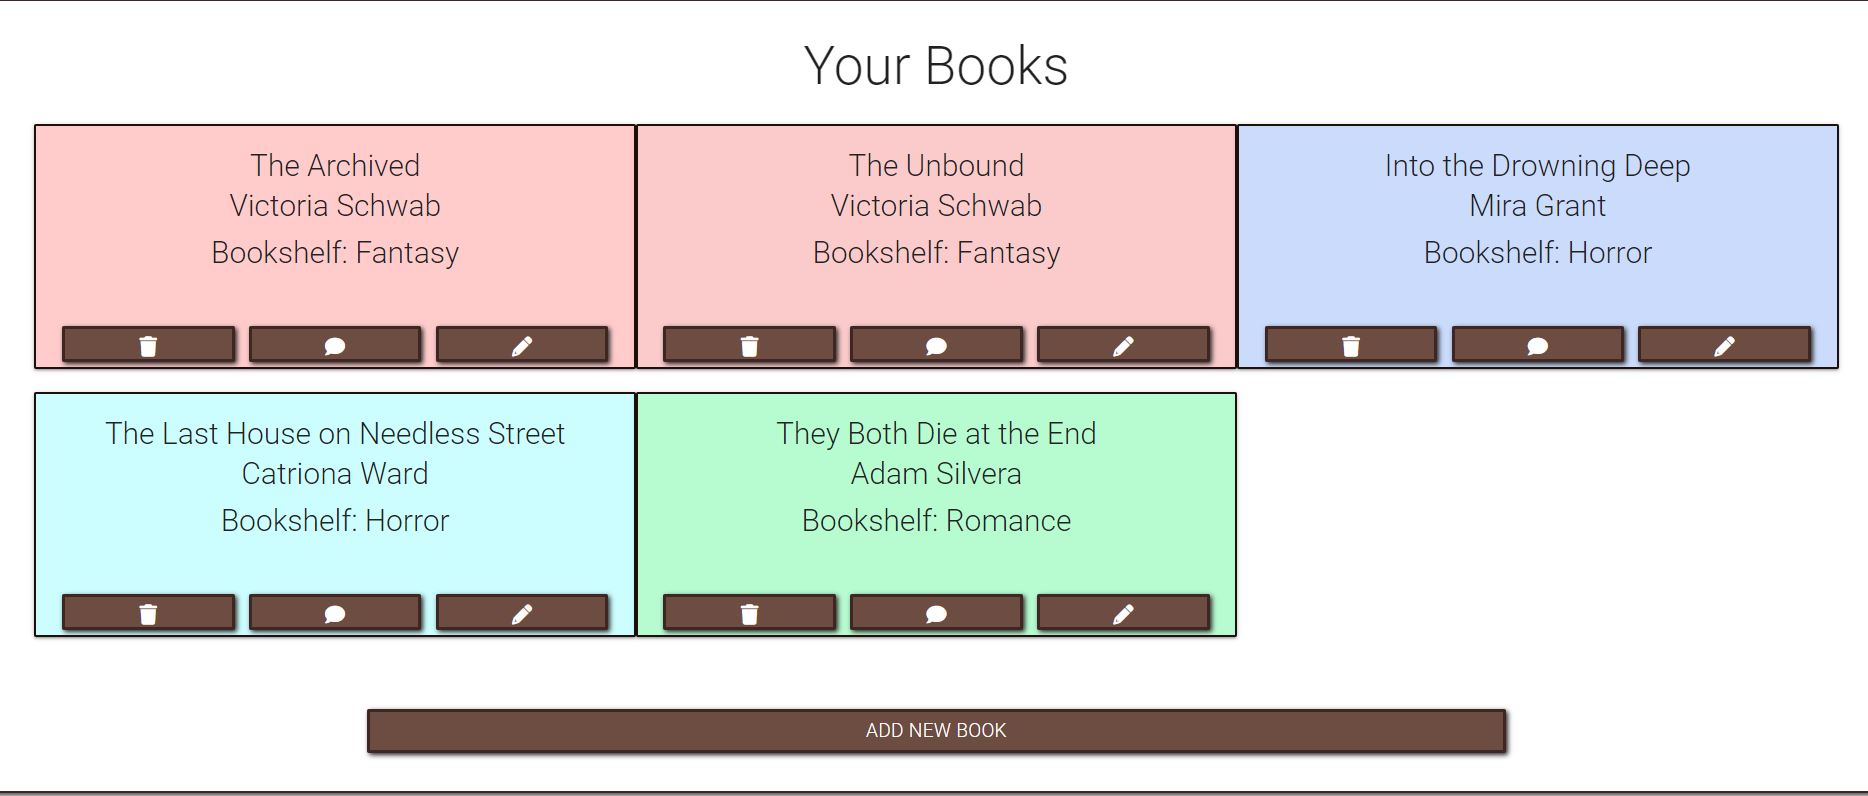 Your Books
The Archived
Victoria Schwab
Bookshelf: Fantasy
The Unbound
Victoria Schwab
Bookshelf: Fantasy
Into the Drowning Deep
Mira Grant
Bookshelf: Horror
The Last House on Needless Street
Catriona Ward
Bookshelf: Horror
They Both Die at the End
Adam Silvera
Bookshelf: Romance
ADD NEW BOOK